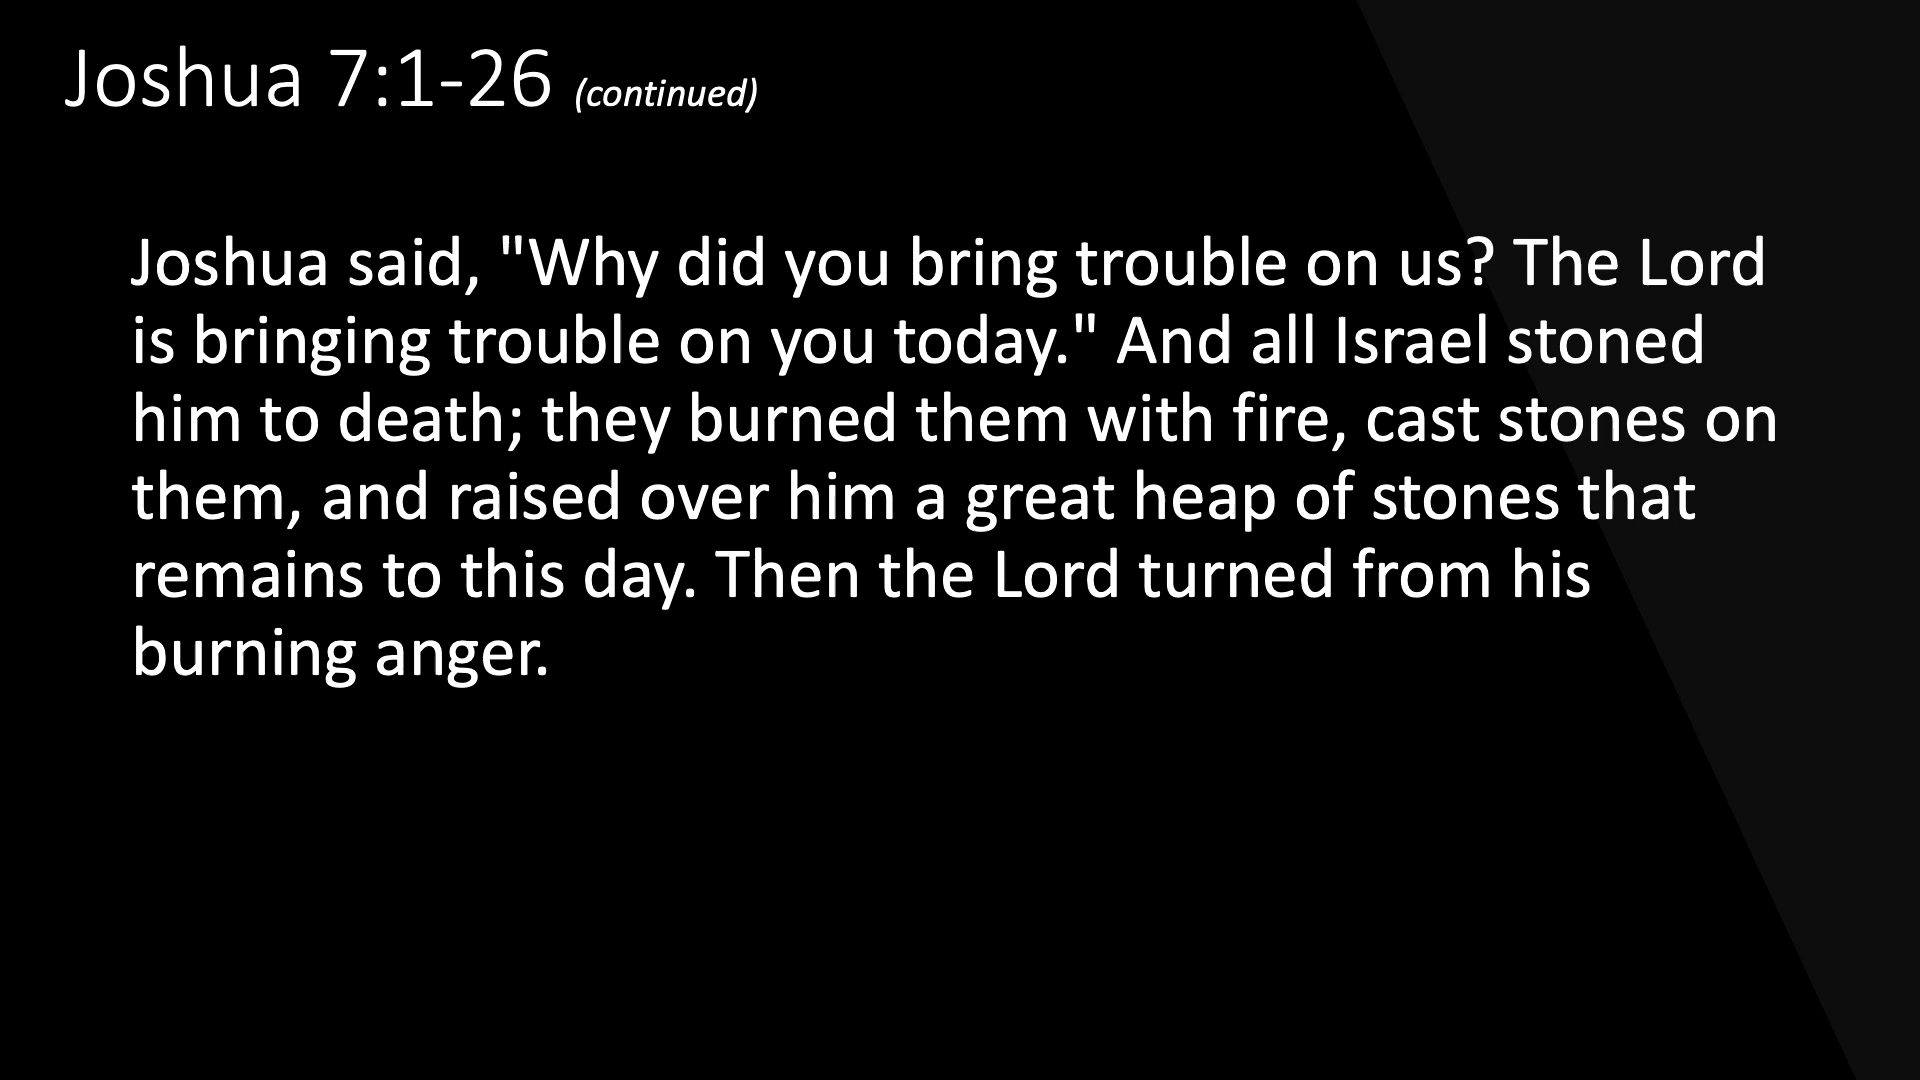 Joshua 7:1-26 (continued)
Joshua said, "Why did you bring trouble on us? The Lord
is bringing trouble on you today." And all Israel stoned
him to death; they burned them with fire, cast stones on
them, and raised over him a great heap of stones that
remains to this day. Then the Lord turned from his
burning anger.